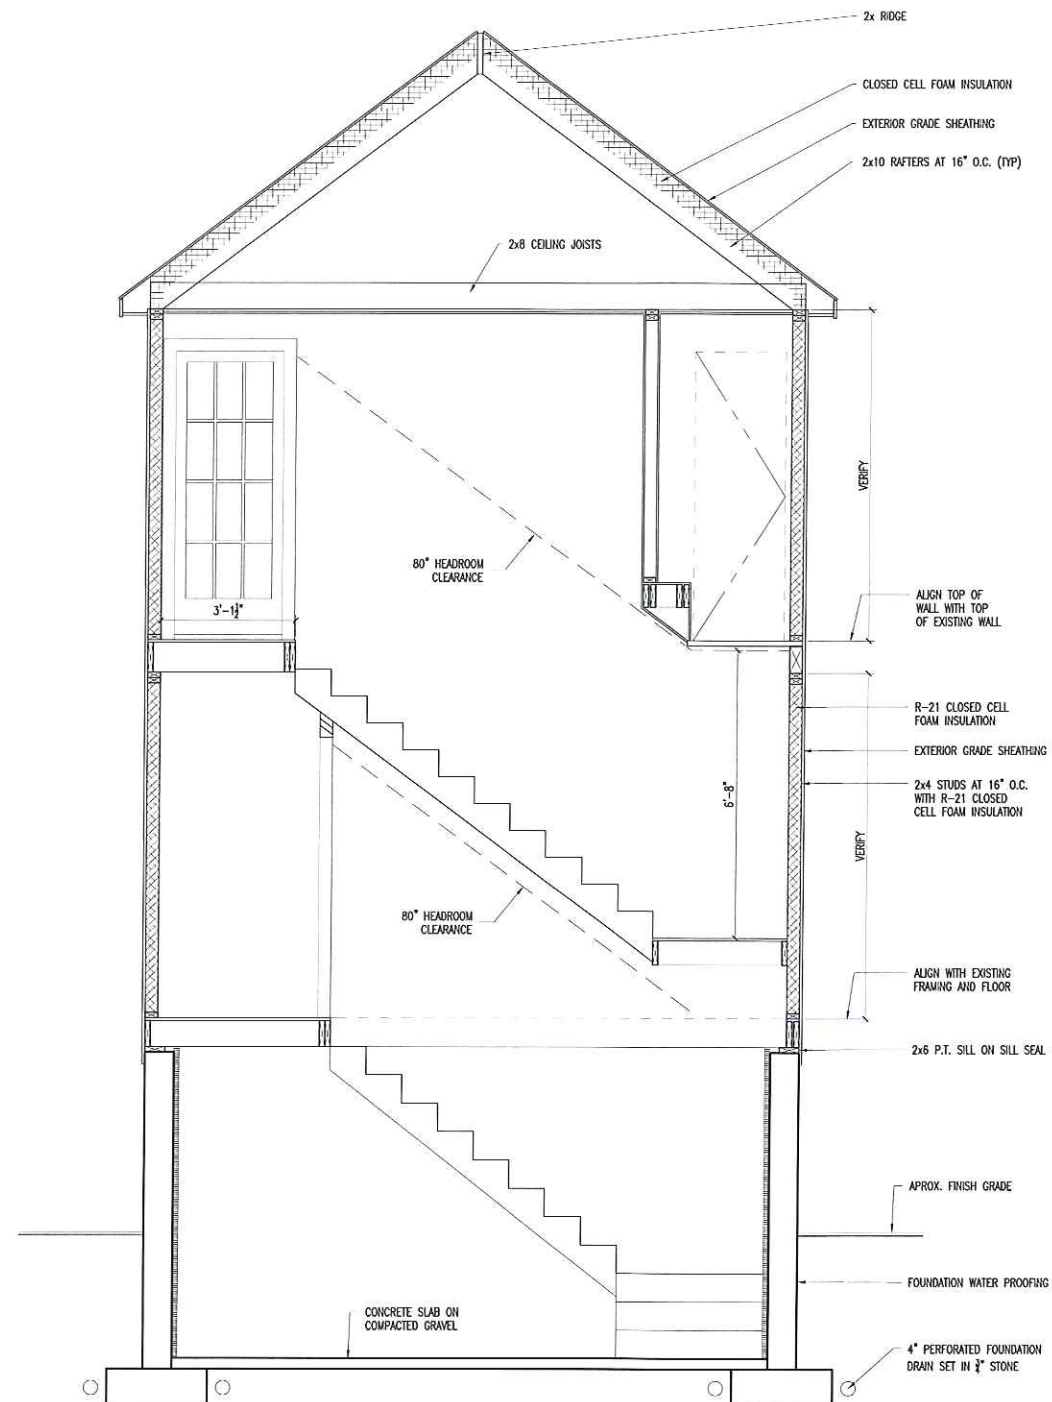 2x RIDGE
CLOSED CELL FOAM INSULATION
EXTERIOR GRADE SHEATHING
2x10 RAFTERS AT 16" O.C. (TYP)
2x8 CEILING JOISTS
VERIFY
80" HEADROOM
CLEARANCE
3'-1½"
ALIGN TOP OF
WALL WITH TOP
OF EXISTING WALL
R-21 CLOSED CELL
FOAM INSULATION
EXTERIOR GRADE SHEATHING
2x4 STUDS AT 16" O.C.
WITH R-21 CLOSED
CELL FOAM INSULATION
6'-8"
VERIFY
80" HEADROOM
CLEARANCE
ALIGN WITH EXISTING
FRAMING AND FLOOR
2x6 P.T. SILL ON SILL SEAL
APROX. FINISH GRADE
FOUNDATION WATER PROOFING
CONCRETE SLAB ON
COMPACTED GRAVEL
4" PERFORATED FOUNDATION
DRAIN SET IN ¾" STONE